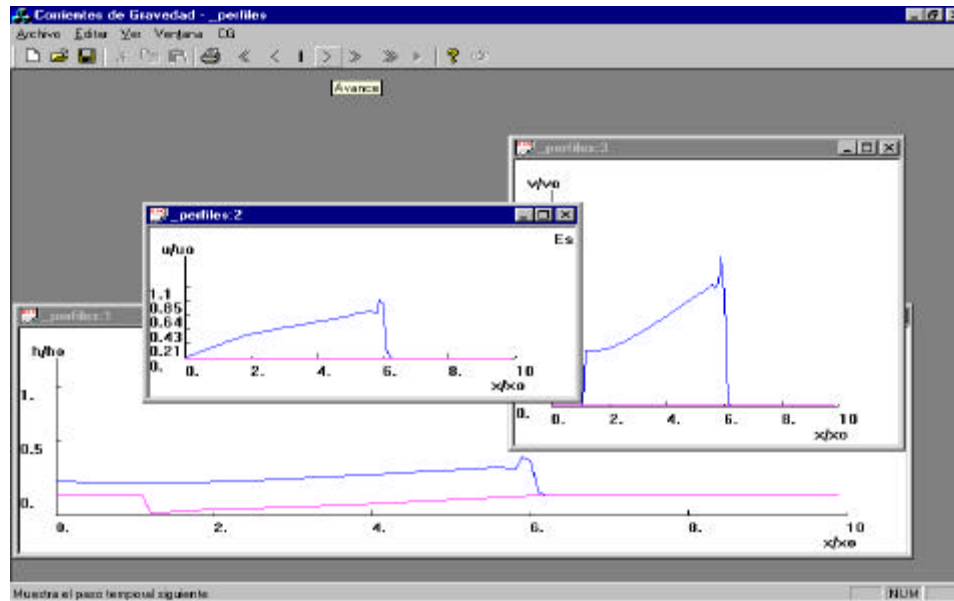 Corrientes de Gravedad - _perfiles
Archivo Editar Ver Ventana CG
Avance
_perfiles:3
v/vo
0.
0. 2. 4. 6. 8. 10
x/xo
_perfiles:2
Es
u/uo
1.1
0.85
0.64
0.43
0.21
0.
0. 2. 4. 6. 8. 10
x/xo
_perfiles:1
h/ho
1.
0.5
0.
0. 2. 4. 6. 8. 10
x/xo
Muestra el paso temporal siguiente
NUM